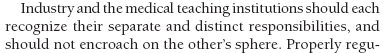 Industry and the medical teaching institutions should each
recognize their separate and distinct responsibilities, and
should not encroach on the other's sphere. Properly regu